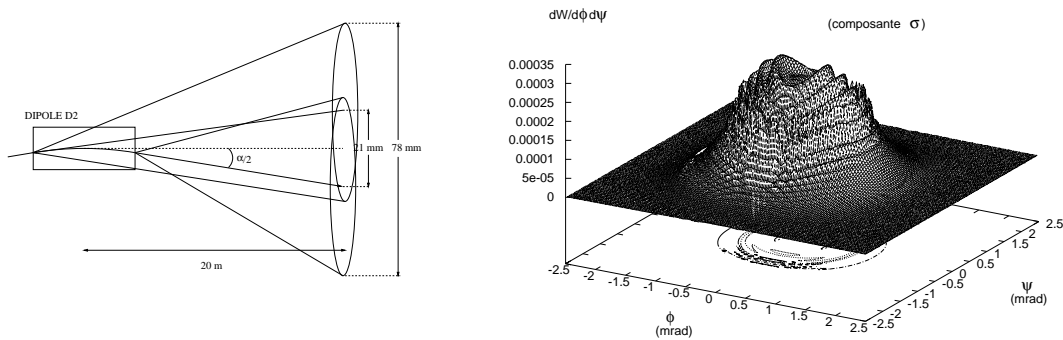 DIPOLE D2
α/2
21 mm
78 mm
20 m
dW/dϕdψ
(composante σ)
0.00035
0.0003
0.00025
0.0002
0.00015
0.0001
5e-05
0
-2.5
-2
-1.5
-1
-0.5
0
0.5
1
1.5
2
2.5
ϕ
(mrad)
-2.5
-2
-1.5
-1
-0.5
0
0.5
1
1.5
2
2.5
ψ
(mrad)